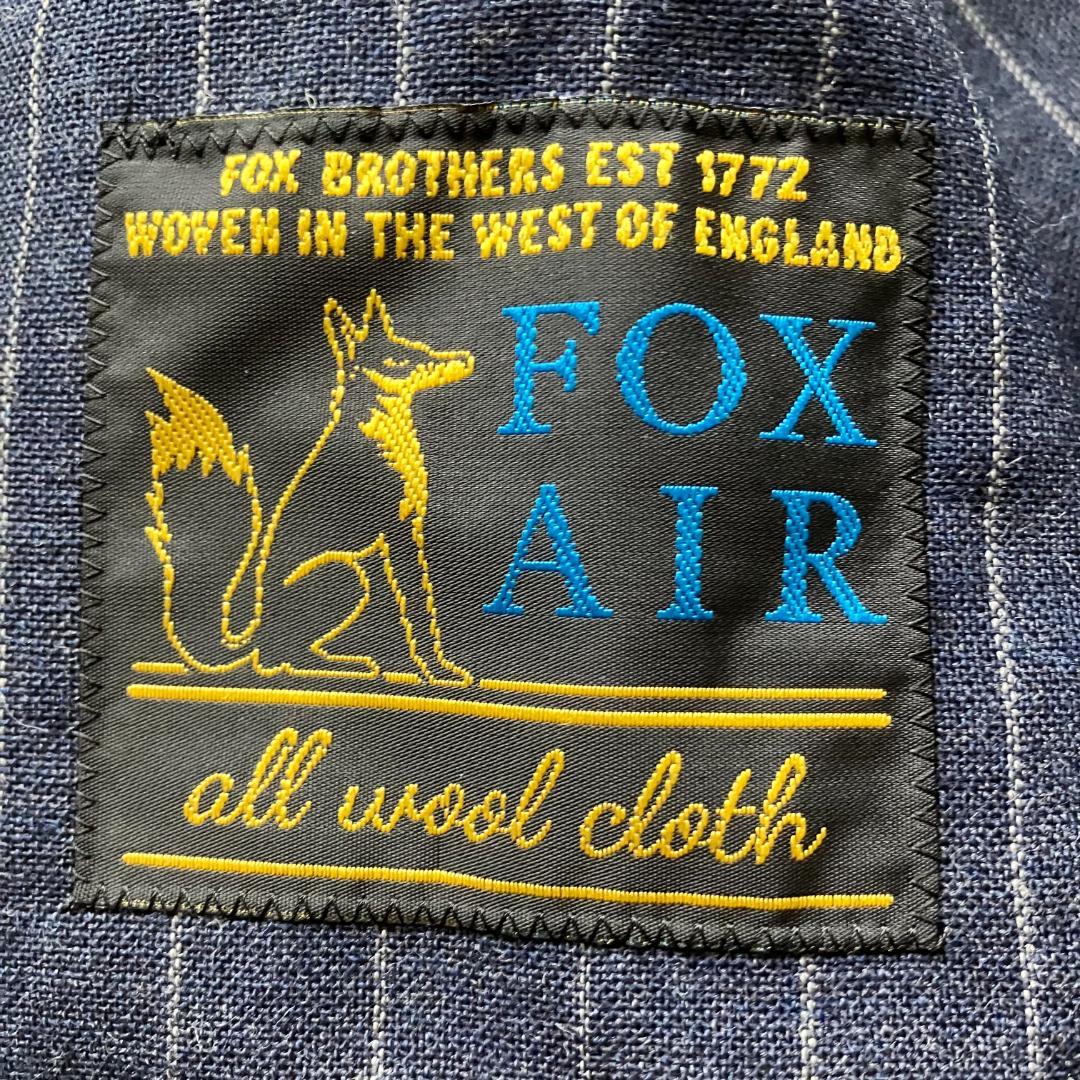 FOX BROTHERS EST 1772
WOVEN IN THE WEST OF ENGLAND
FOX
AIR
all wool cloth